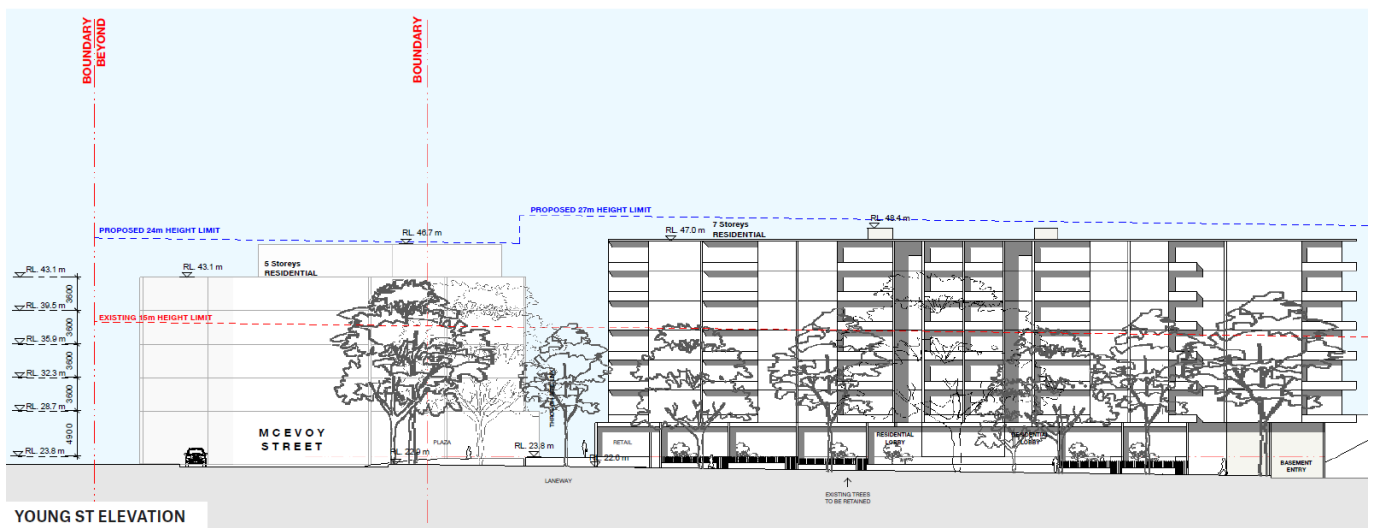 BOUNDARY
BEYOND
BOUNDARY
PROPOSED 27m HEIGHT LIMIT
PROPOSED 24m HEIGHT LIMIT
RL. 46.7 m
RL. 47.0 m
7 Storeys
RESIDENTIAL
RL. 48.4 m
5 Storeys
RESIDENTIAL
RL. 43.1 m
RL. 43.1 m
3600
RL. 39.5 m
EXISTING 15m HEIGHT LIMIT
3600
RL. 35.9 m
3600
RL. 32.3 m
3600
RL. 28.7 m
4900
RL. 23.8 m
MCEVOY
STREET
PLAZA
RL. 23.8 m
RETAIL
RL. 22.6 m
RESIDENTIAL
LOBBY
RESIDENTIAL
LOBBY
BASEMENT
ENTRY
LANEWAY
EXISTING TREES
TO BE RETAINED
YOUNG ST ELEVATION